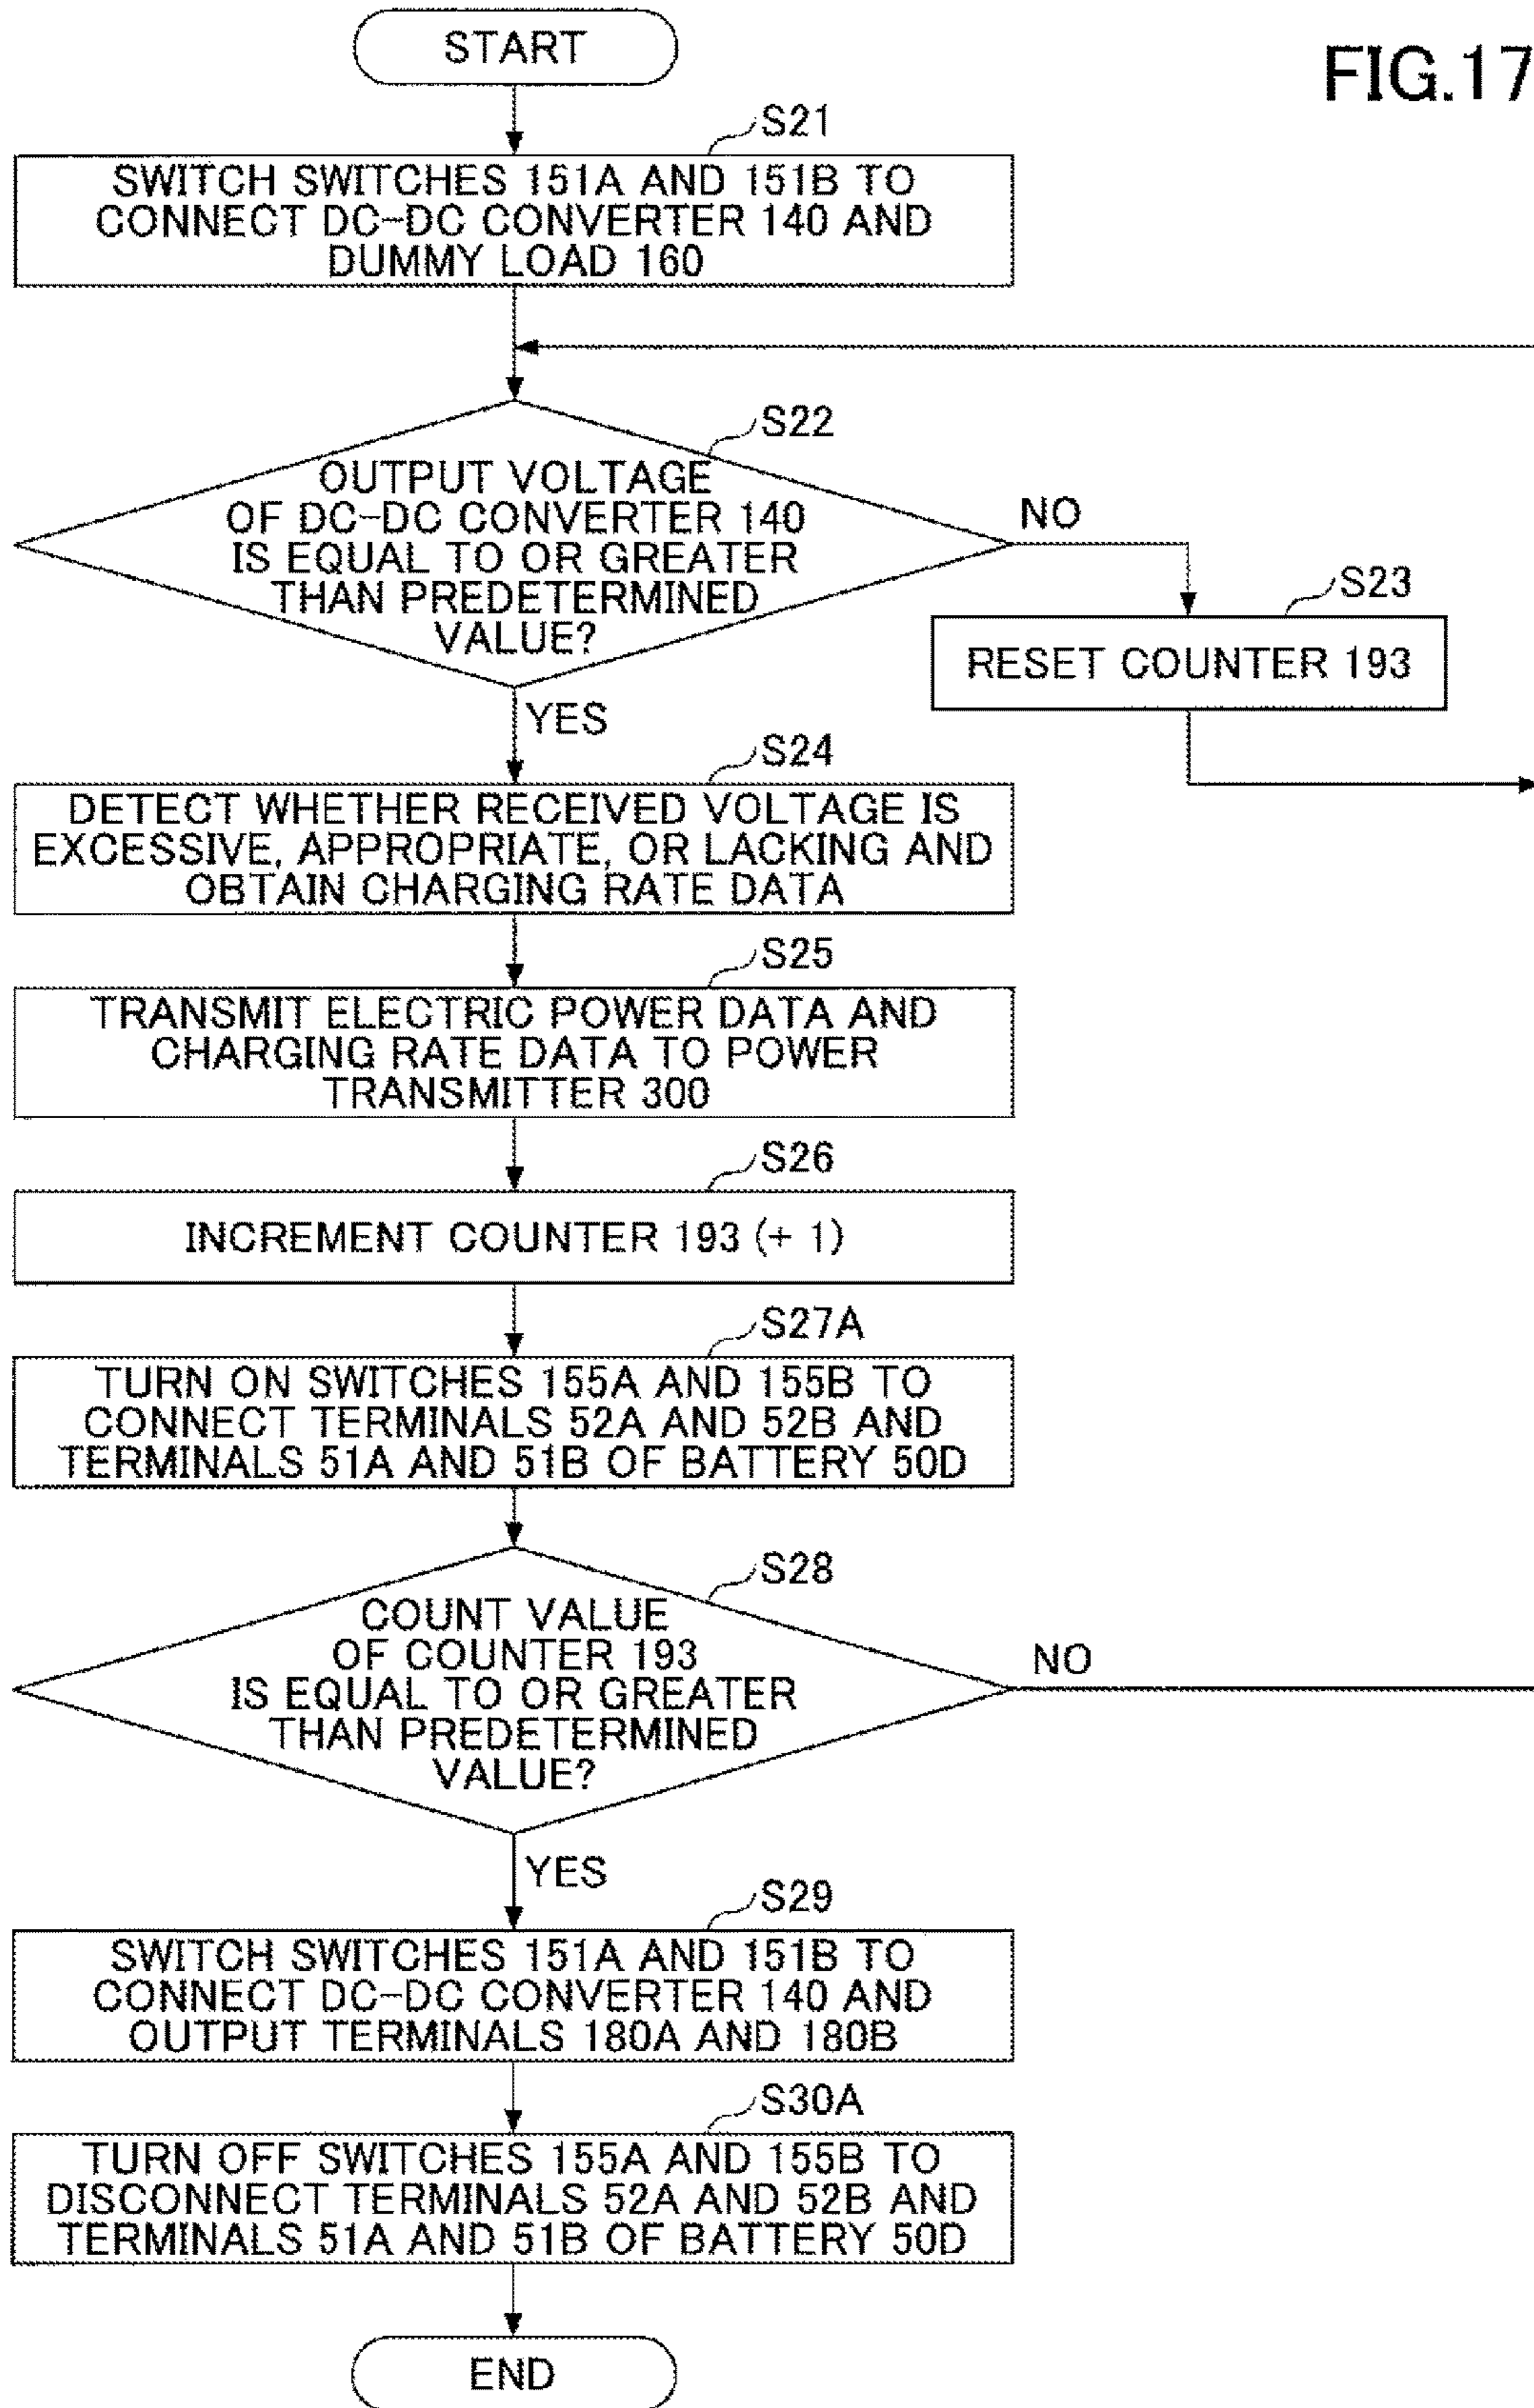 FIG.17
START
S21
SWITCH SWITCHES 151A AND 151B TO
CONNECT DC-DC CONVERTER 140 AND
DUMMY LOAD 160
S22
OUTPUT VOLTAGE
OF DC-DC CONVERTER 140
IS EQUAL TO OR GREATER
THAN PREDETERMINED
VALUE?
NO
S23
RESET COUNTER 193
YES
S24
DETECT WHETHER RECEIVED VOLTAGE IS
EXCESSIVE, APPROPRIATE, OR LACKING AND
OBTAIN CHARGING RATE DATA
S25
TRANSMIT ELECTRIC POWER DATA AND
CHARGING RATE DATA TO POWER
TRANSMITTER 300
S26
INCREMENT COUNTER 193 (+ 1)
S27A
TURN ON SWITCHES 155A AND 155B TO
CONNECT TERMINALS 52A AND 52B AND
TERMINALS 51A AND 51B OF BATTERY 50D
S28
COUNT VALUE
OF COUNTER 193
IS EQUAL TO OR GREATER
THAN PREDETERMINED
VALUE?
NO
YES
S29
SWITCH SWITCHES 151A AND 151B TO
CONNECT DC-DC CONVERTER 140 AND
OUTPUT TERMINALS 180A AND 180B
S30A
TURN OFF SWITCHES 155A AND 155B TO
DISCONNECT TERMINALS 52A AND 52B AND
TERMINALS 51A AND 51B OF BATTERY 50D
END